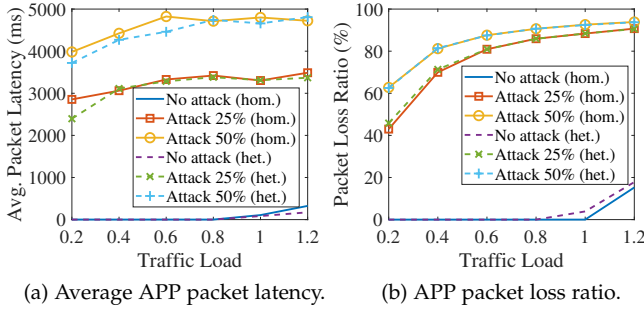 5000
4000
3000
2000
1000
0
Avg. Packet Latency (ms)
No attack (hom.)
Attack 25% (hom.)
Attack 50% (hom.)
No attack (het.)
Attack 25% (het.)
Attack 50% (het.)
0.2 0.4 0.6 0.8 1 1.2
Traffic Load
(a) Average APP packet latency.
100
80
60
40
20
0
Packet Loss Ratio (%)
No attack (hom.)
Attack 25% (hom.)
Attack 50% (hom.)
No attack (het.)
Attack 25% (het.)
Attack 50% (het.)
0.2 0.4 0.6 0.8 1 1.2
Traffic Load
(b) APP packet loss ratio.